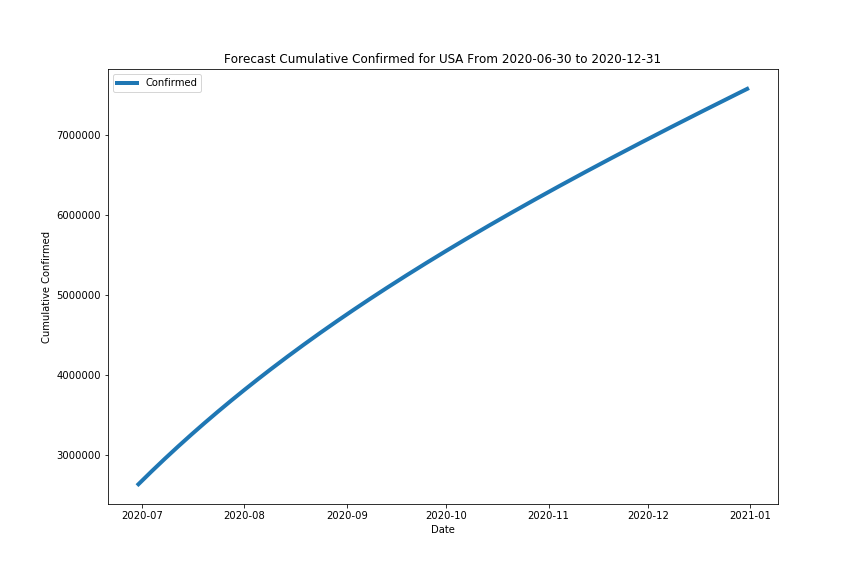 Forecast Cumulative Confirmed for USA From 2020-06-30 to 2020-12-31
Confirmed
7000000
6000000
5000000
4000000
3000000
Cumulative Confirmed
2020-07 2020-08 2020-09 2020-10 2020-11 2020-12 2021-01
Date